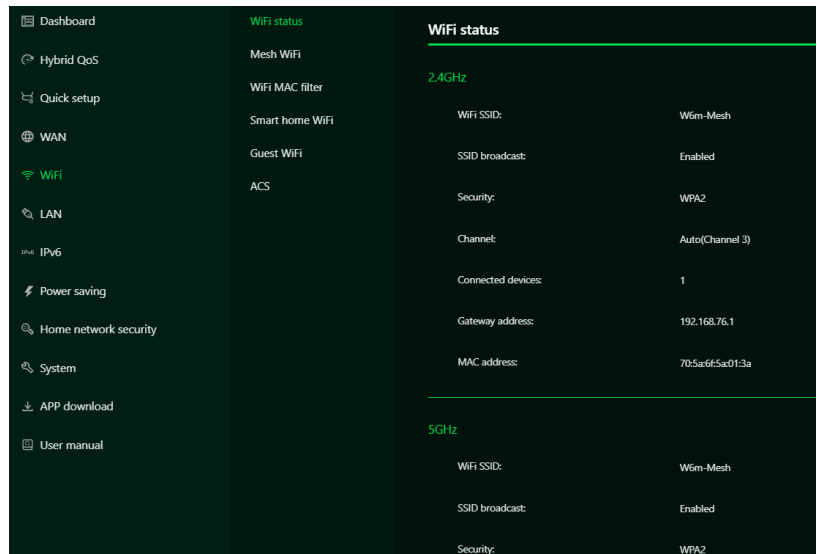 Dashboard
Hybrid QoS
Quick setup
WAN
WiFi
LAN
IPv6 IPv6
Power saving
Home network security
System
APP download
User manual
WiFi status
Mesh WiFi
WiFi MAC filter
Smart home WiFi
Guest WiFi
ACS
WiFi status
2.4GHz
WiFi SSID: W6m-Mesh
SSID broadcast: Enabled
Security: WPA2
Channel: Auto(Channel 3)
Connected devices: 1
Gateway address: 192.168.76.1
MAC address: 70:5a:6f:5a:01:3a
5GHz
WiFi SSID: W6m-Mesh
SSID broadcast: Enabled
Security: WPA2